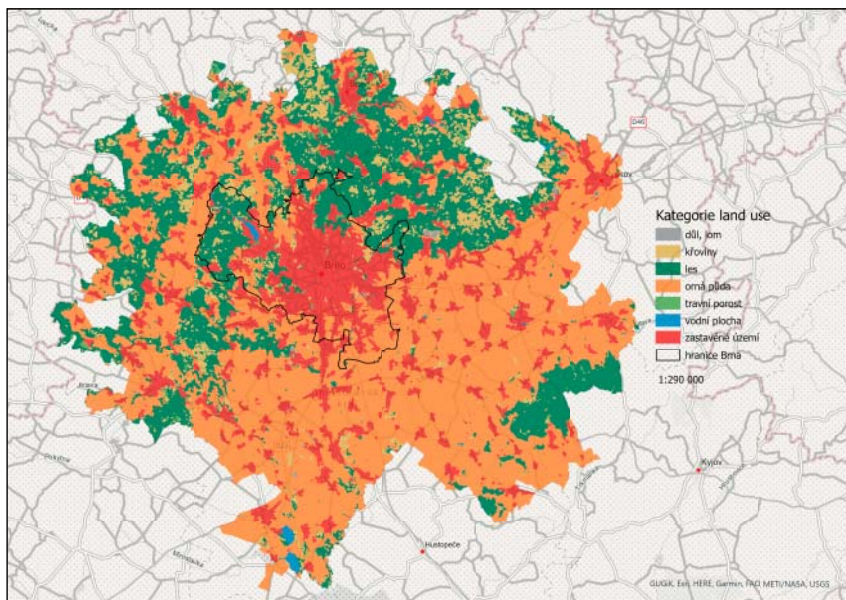 D46
Brno
Kategorie land use
důl, lom
křoviny
les
orná půda
travní porost
vodní plocha
zastavěné území
hranice Brna
1:290 000
Kyjov
Hustopeče
GUGiK, Esri, HERE, Garmin, FAO, METI/NASA, USGS